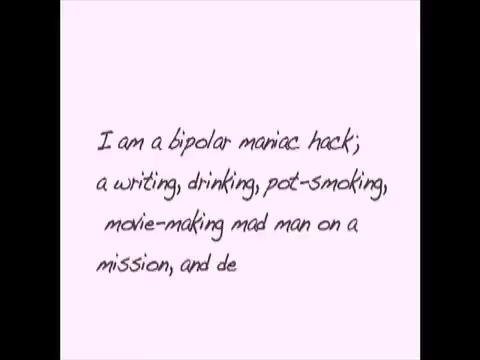 I am a bipolar maniac hack;
a writing, drinking, pot-smoking,
movie-making mad man on a
mission, and de